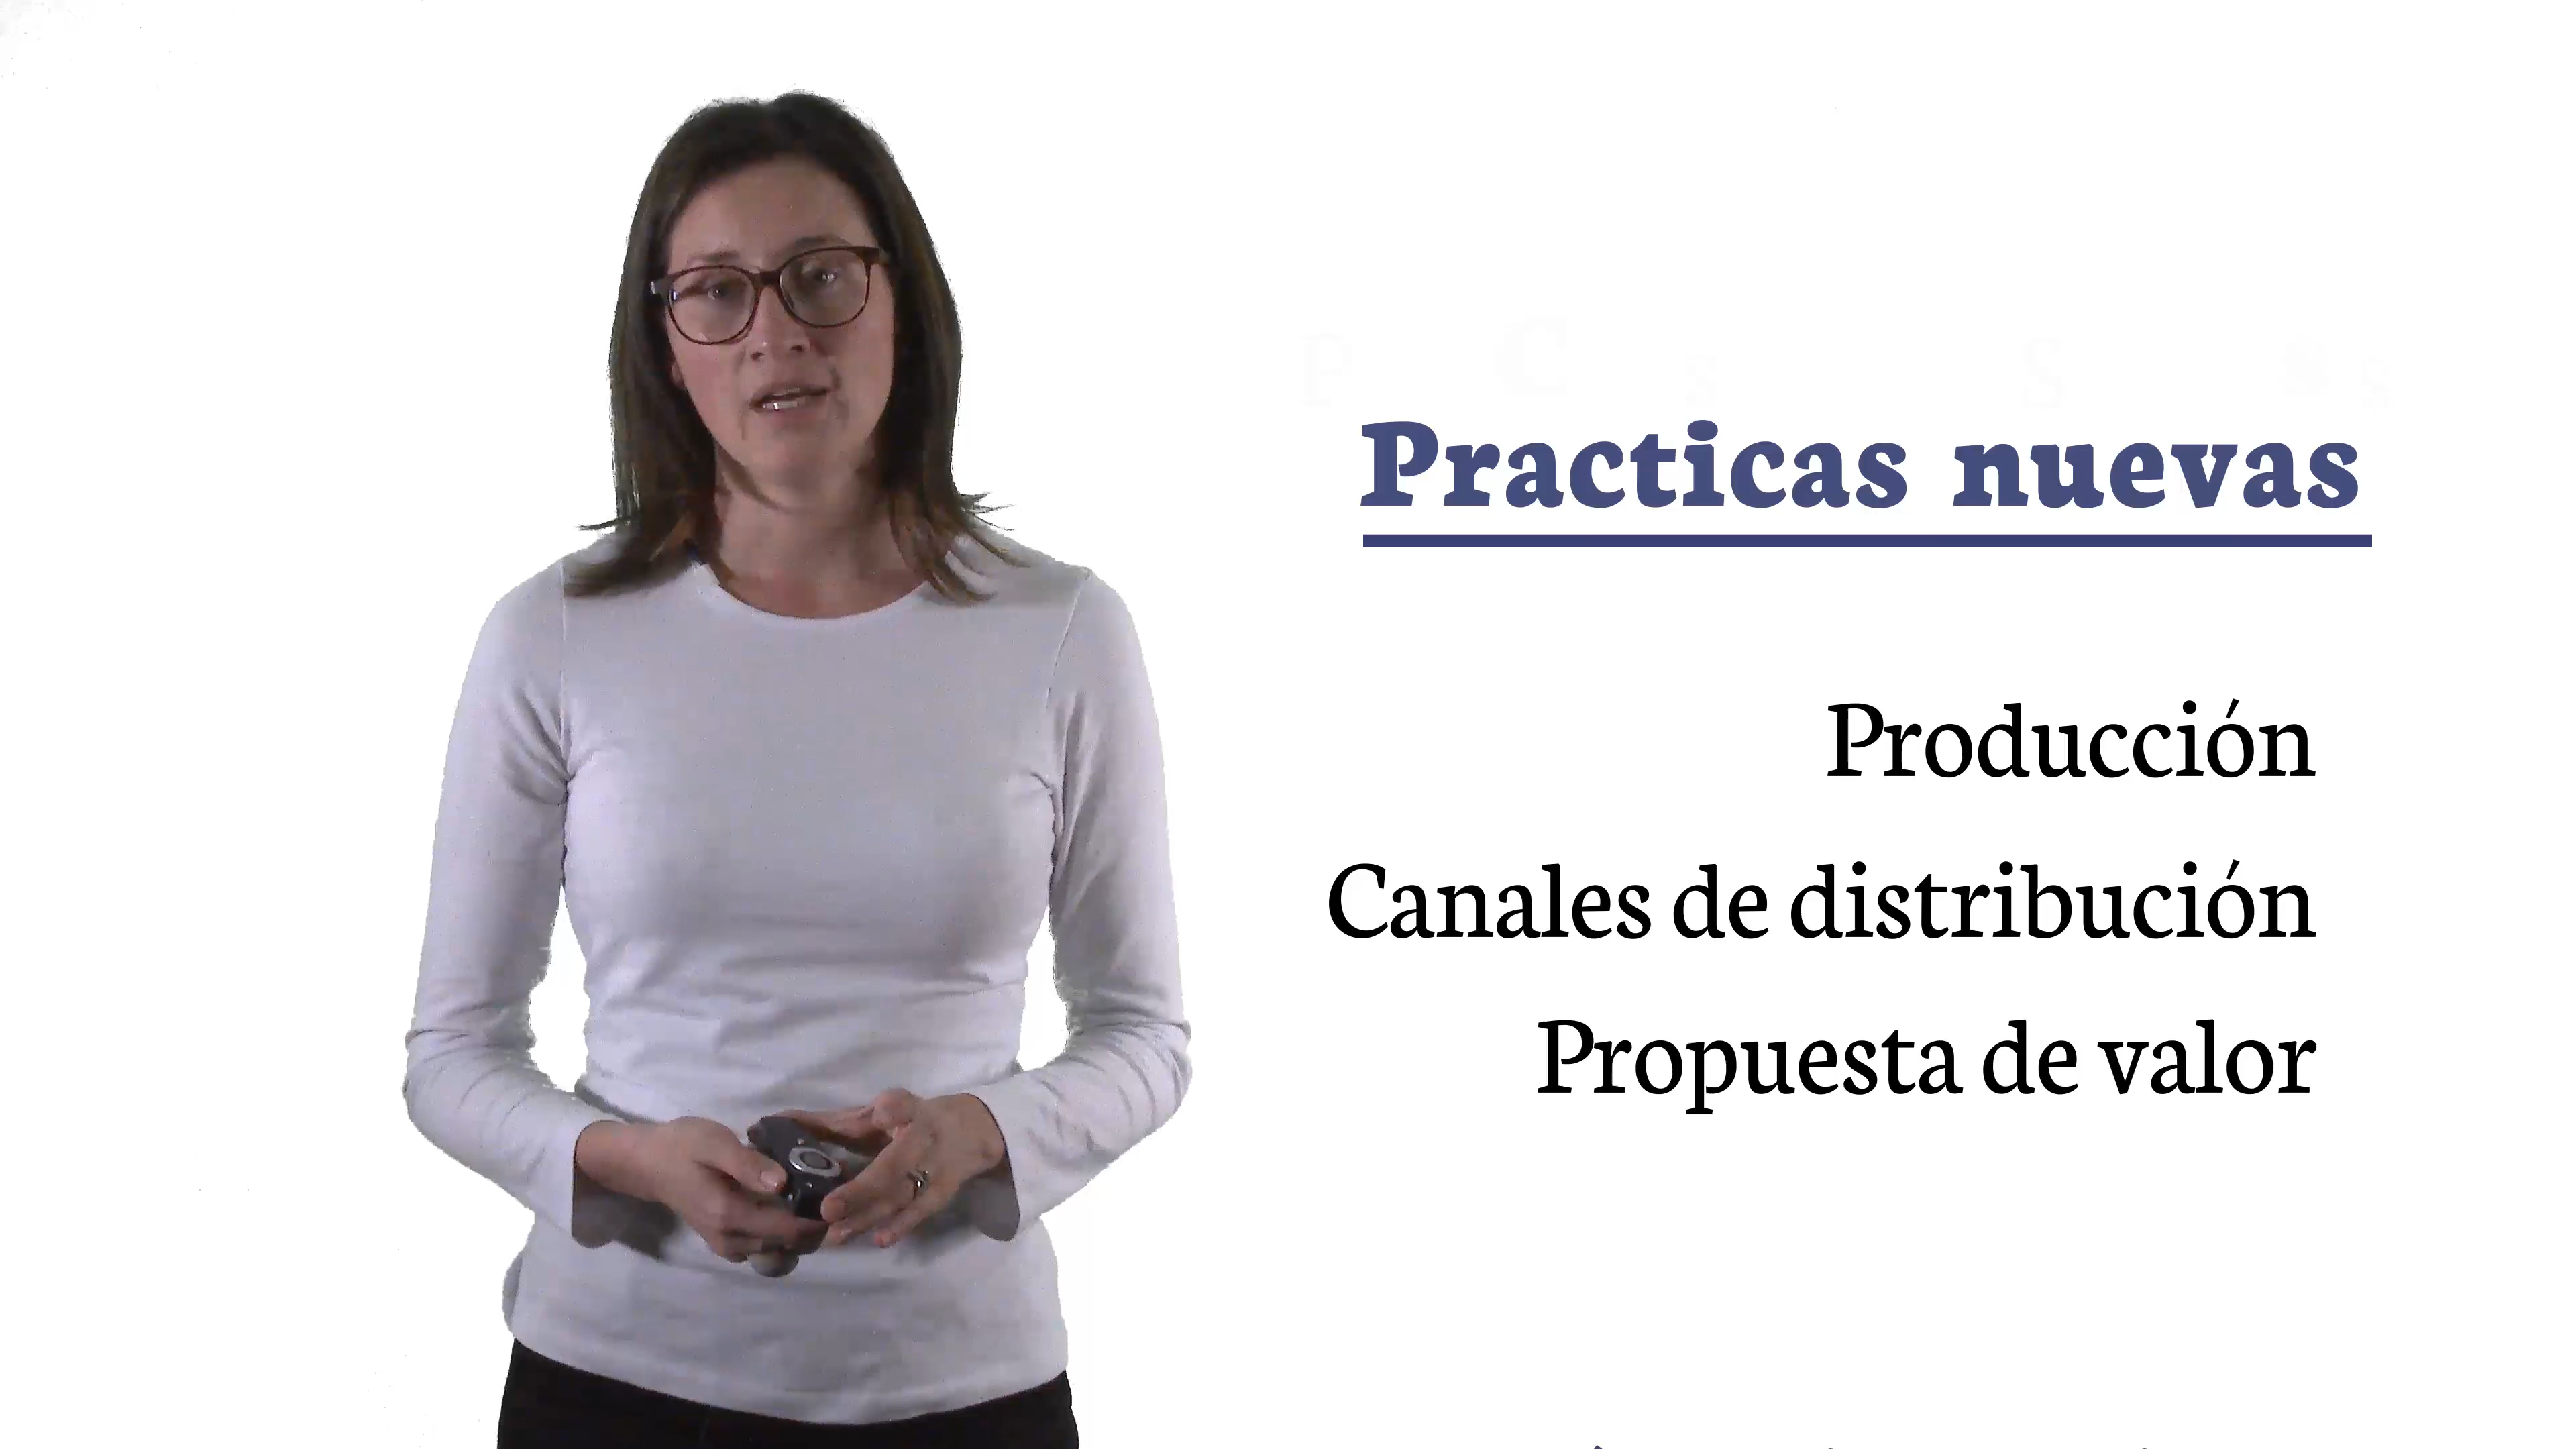 Practicas nuevas
Producción
Canales de distribución
Propuesta de valor